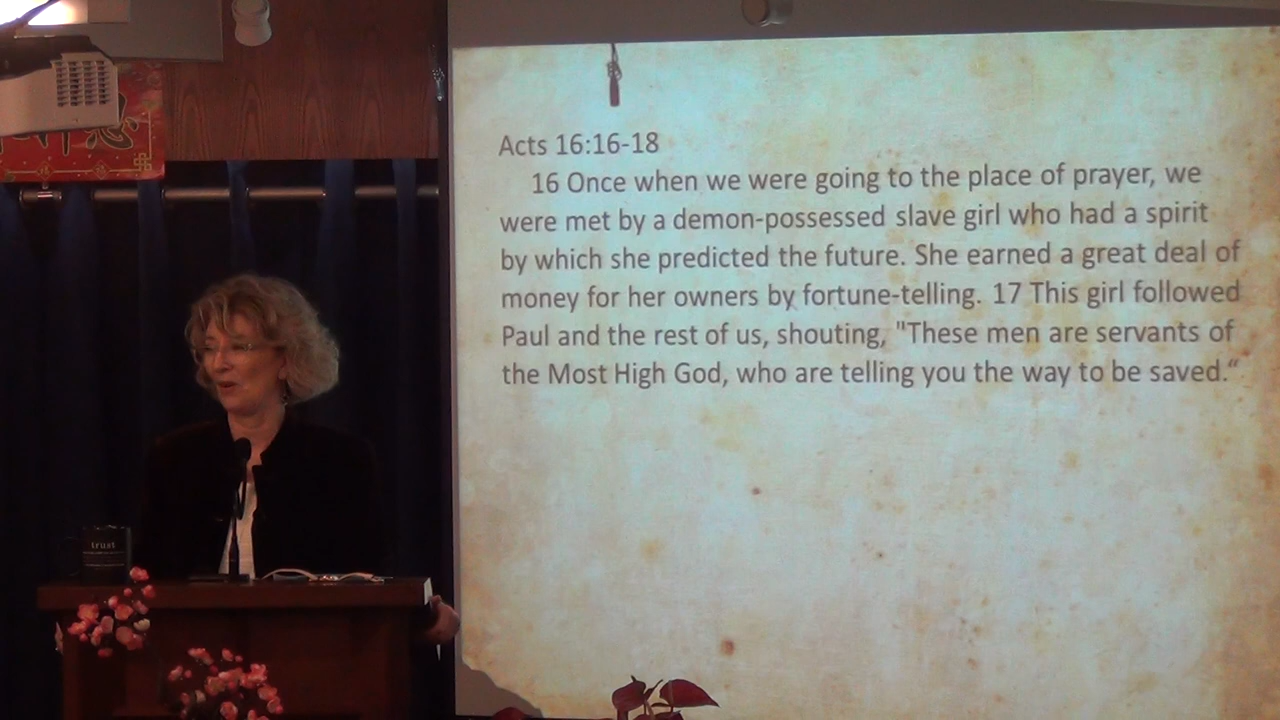 Acts 16:16-18
16 Once when we were going to the place of prayer, we
were met by a demon-possessed slave girl who had a spirit
by which she predicted the future. She earned a great deal of
money for her owners by fortune-telling. 17 This girl followed
Paul and the rest of us, shouting, "These men are servants of
the Most High God, who are telling you the way to be saved.“
trust